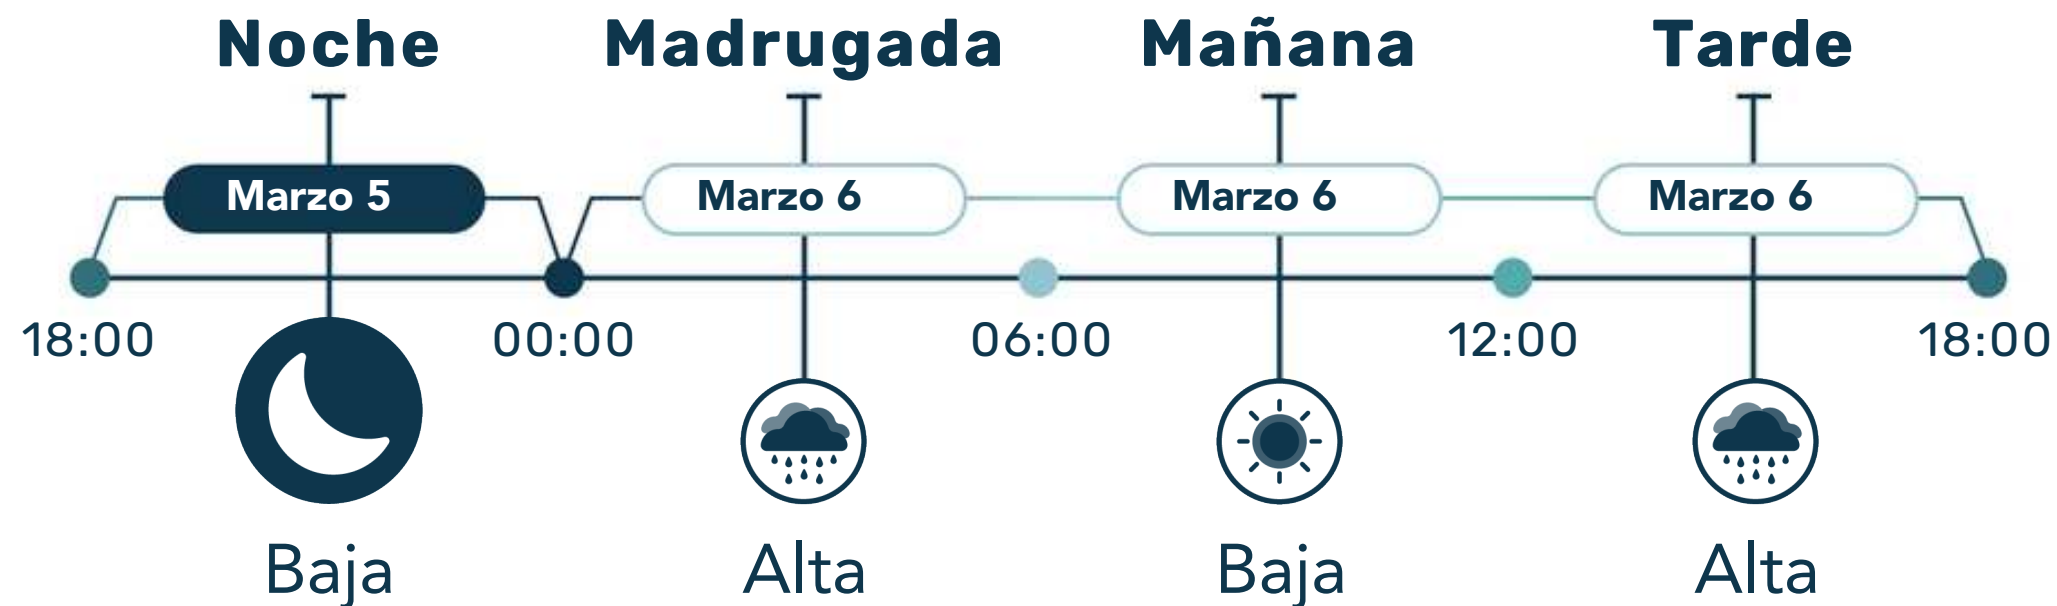 Noche Madrugada Mañana Tarde
Marzo 5 Marzo 6 Marzo 6 Marzo 6
18:00 00:00 06:00 12:00 18:00
Baja Alta Baja Alta